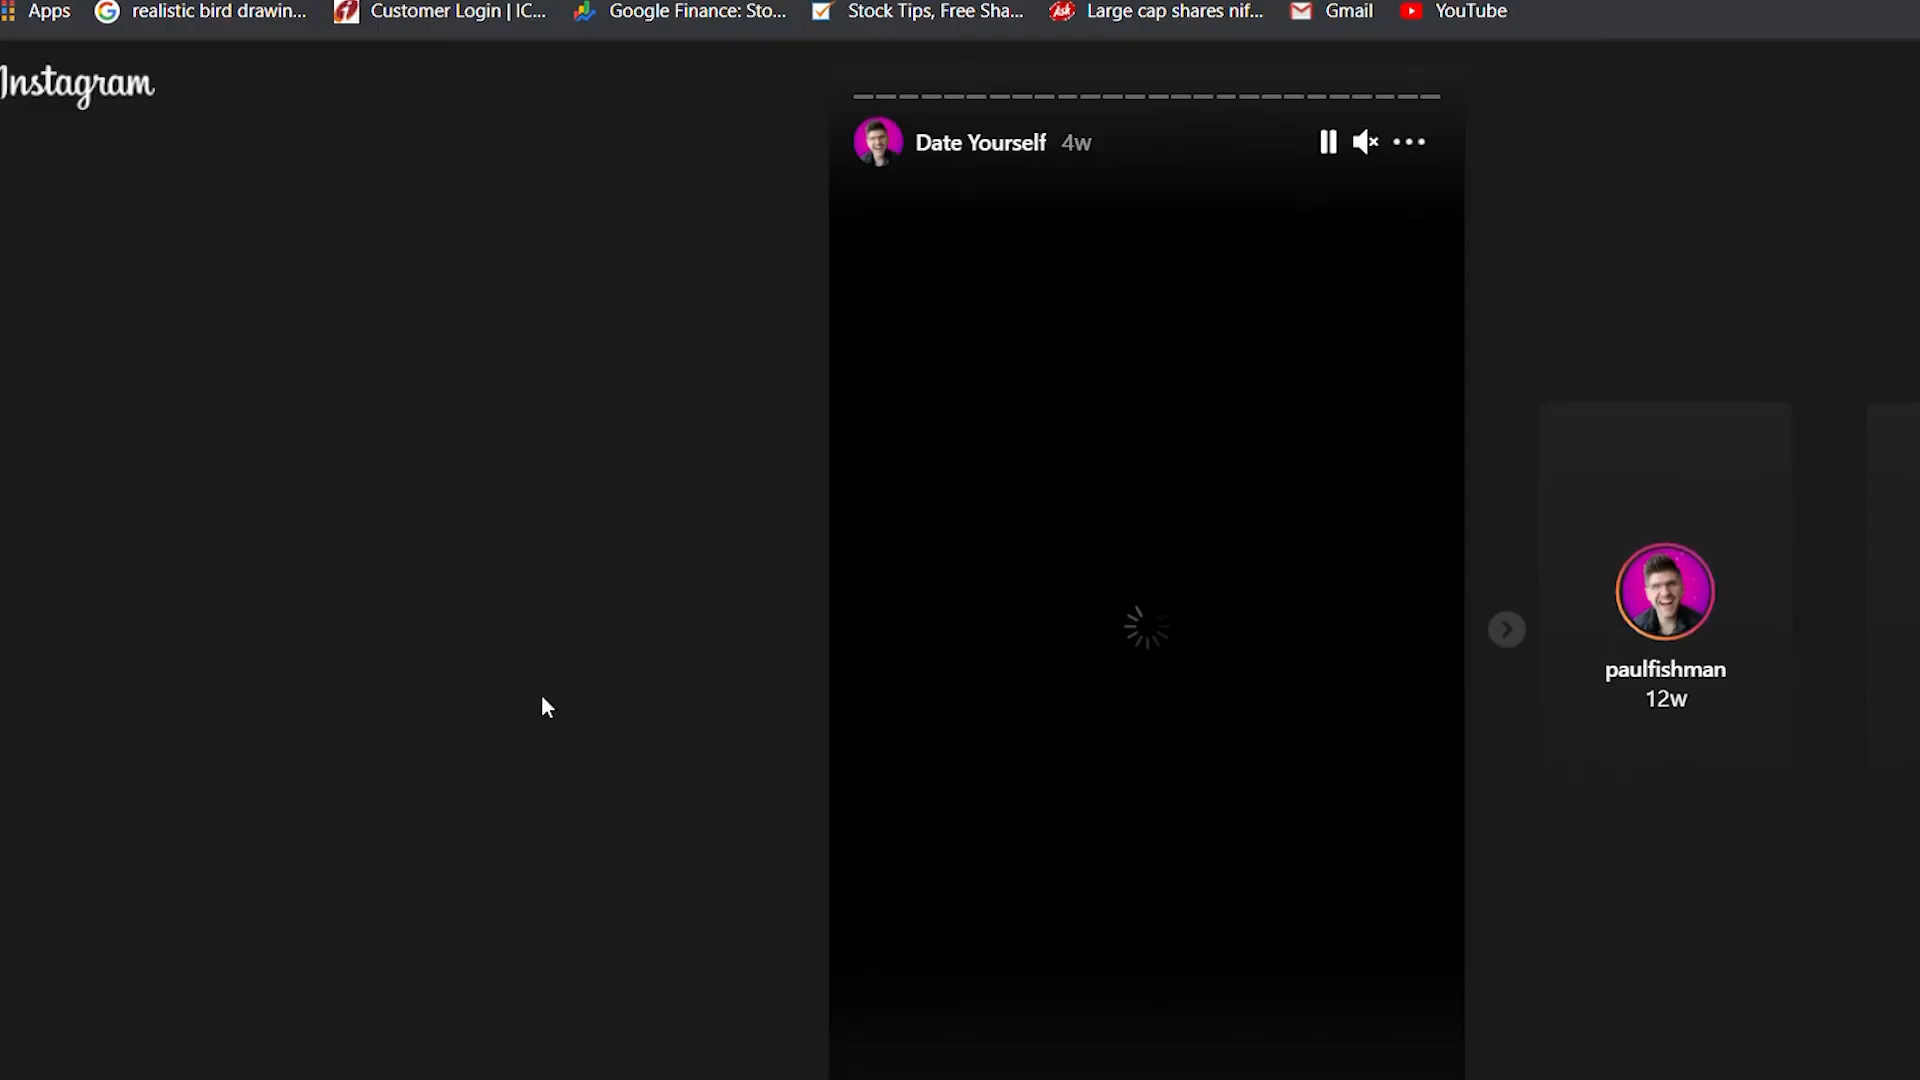 Apps
realistic bird drawin...
Customer Login | IC...
Google Finance: Sto...
Stock Tips, Free Sha...
Large cap shares nif...
Gmail
YouTube
Instagram
Date Yourself 4w
paulfishman
12w